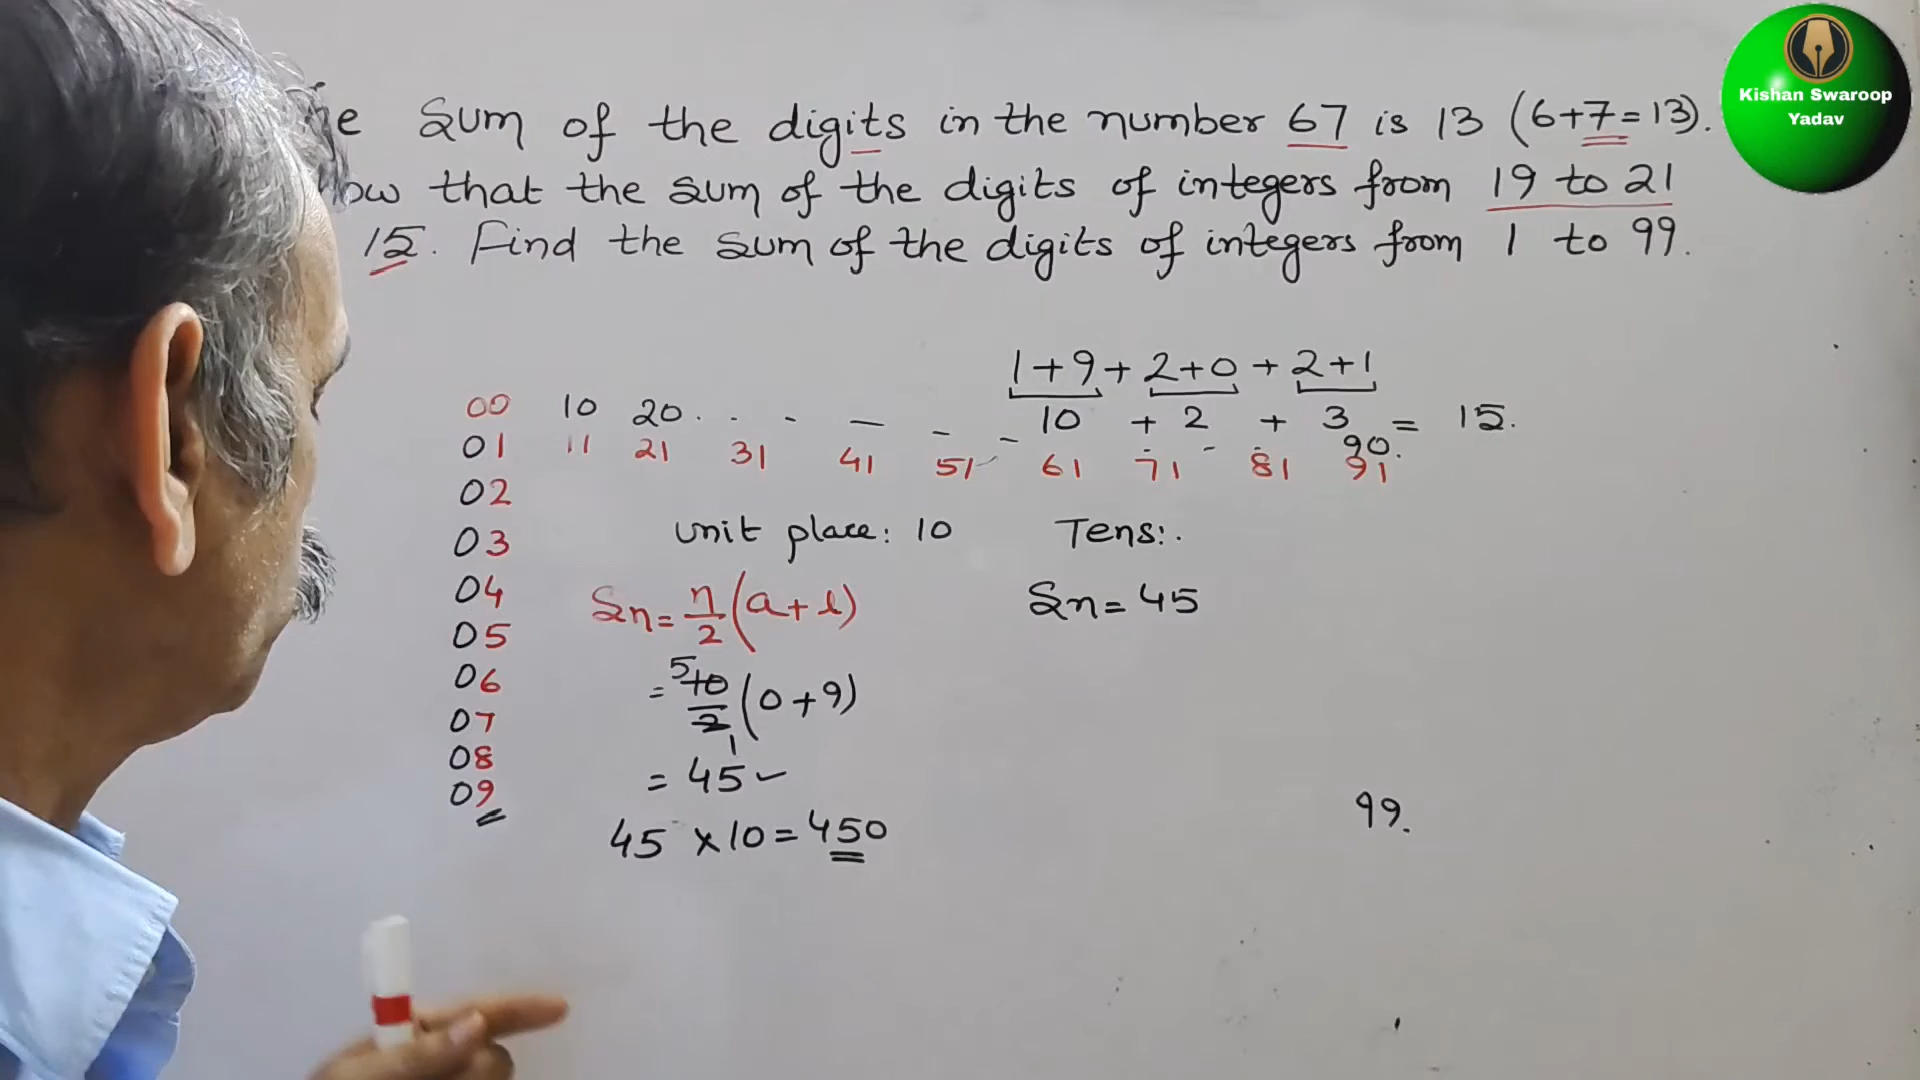 Sum of the digits in the number 67 is 13 (6+7=13).
that the sum of the digits of integers from 19 to 21
15. Find the sum of the digits of integers from 1 to 99.
1+9+2+0+2+1
00 10 20. . - — - - 10 + 2 + 3 = 15.
90.
01 11 21 31 41 51 61 71 81 91
02
unit place: 10 Tens:.
03
04 Sn = n/2 (a+l) Sn = 45
05
06 = 5 10/2 1 (0+9)
07
08 = 45
09
45 × 10 = 450
99.
Kishan Swaroop
Yadav